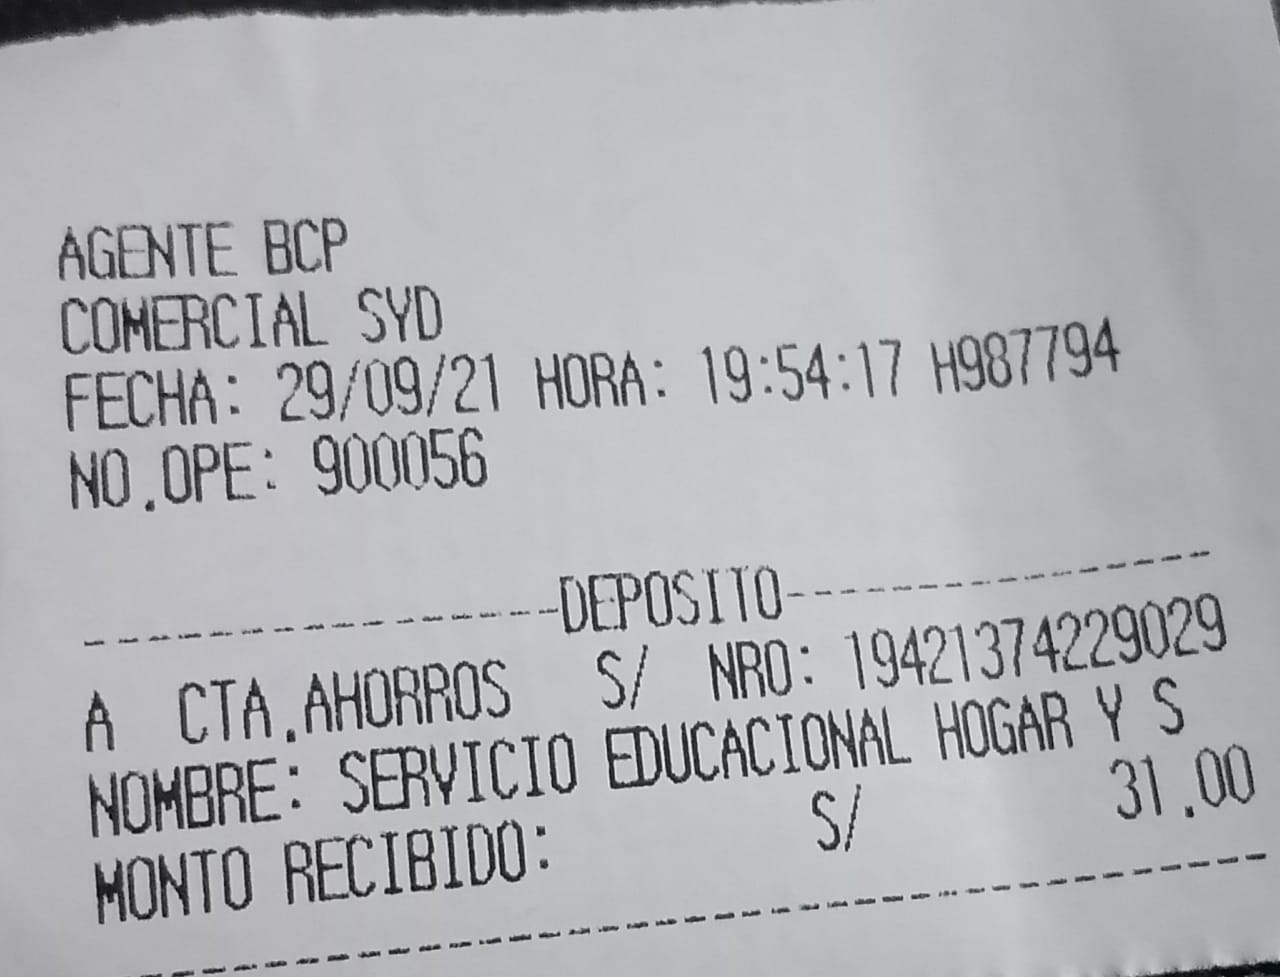 AGENTE BCP
COMERCIAL SYD
FECHA: 29/09/21 HORA: 19:54:17 H987794
NO.OPE: 900056
------------------DEPOSITO------------------
A CTA.AHORROS S/ NRO: 19421374229029
NOMBRE: SERVICIO EDUCACIONAL HOGAR Y S
MONTO RECIBIDO: S/ 31.00